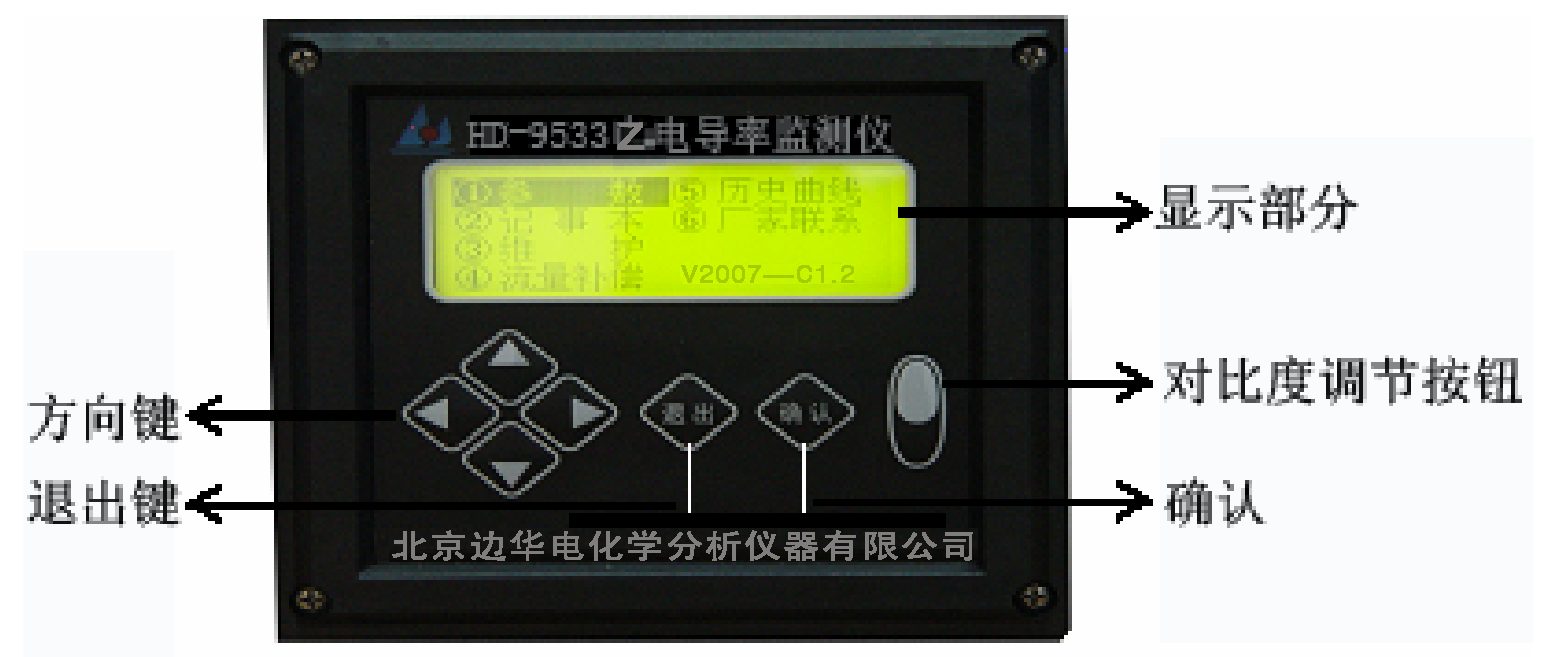 HD-9533乙.电导率监测仪
①参 数 ⑤历史曲线
②记 事 本 ⑥厂家联系
③维 护
④流量补偿 V2007—C1.2
显示部分
方向键
退出
确认
对比度调节按钮
退出键
确认
北京边华电化学分析仪器有限公司